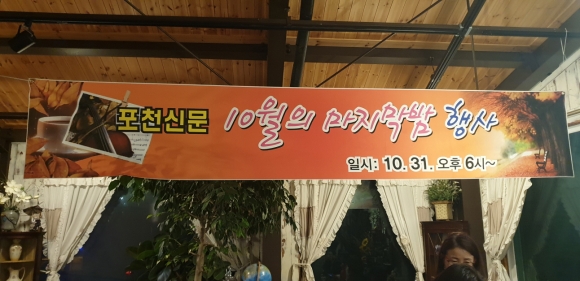 포천신문 10월의 마지막밤 행사
일시: 10. 31. 오후 6시~